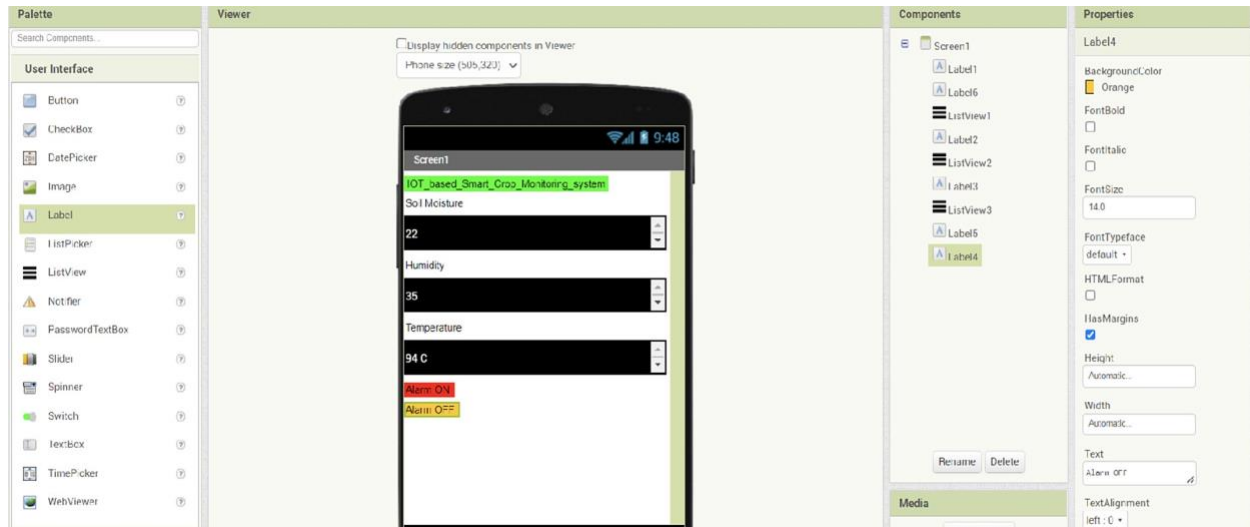 Palette
Search Components...
User Interface
Button
CheckBox
DatePicker
Image
Label
ListPicker
ListView
Notifier
PasswordTextBox
Slider
Spinner
Switch
TextBox
TimePicker
WebViewer
Viewer
Display hidden components in Viewer
Phone size (505,320)
9:48
Screen1
IOT_based_Smart_Crop_Monitoring_system
Soil Moisture
22
Humidity
35
Temperature
94 C
Alarm ON
Alarm OFF
Components
Screen1
Label1
Label6
ListView1
Label2
ListView2
Label3
ListView3
Label5
Label4
Rename Delete
Media
Properties
Label4
BackgroundColor
Orange
FontBold
FontItalic
FontSize
14.0
FontTypeface
default
HTMLFormat
HasMargins
Height
Automatic...
Width
Automatic...
Text
Alarm OFF
TextAlignment
left : 0